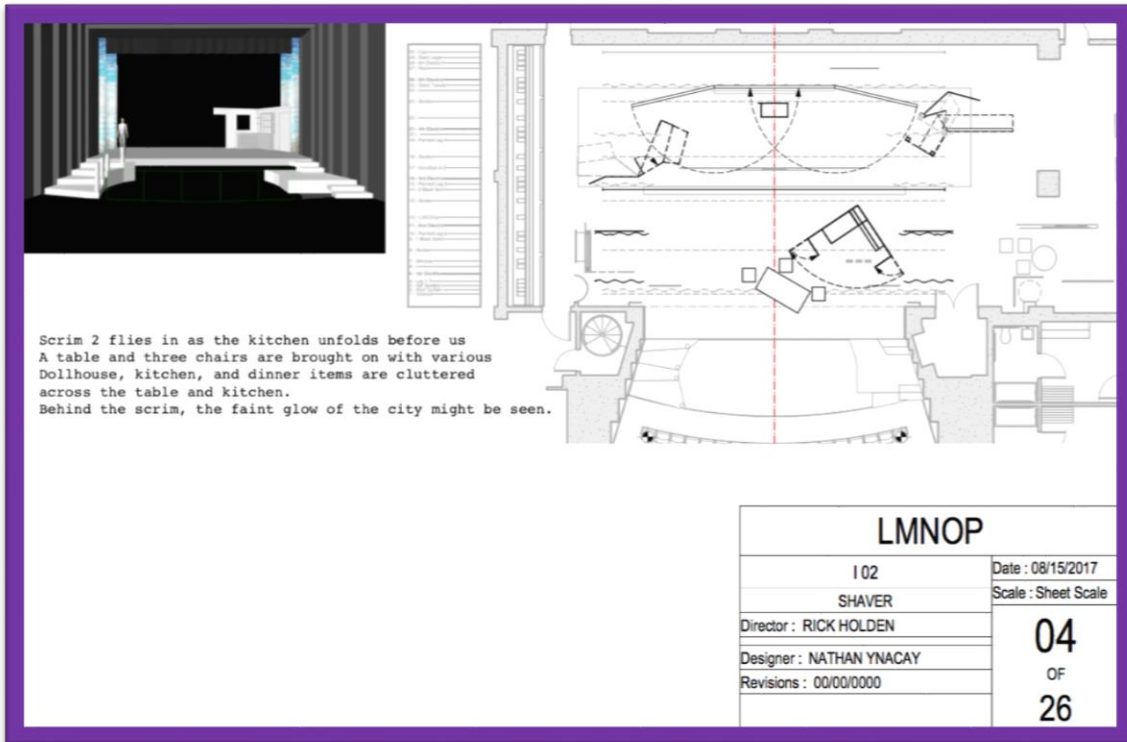 Scrim 2 flies in as the kitchen unfolds before us
A table and three chairs are brought on with various
Dollhouse, kitchen, and dinner items are cluttered
across the table and kitchen.
Behind the scrim, the faint glow of the city might be seen.
LMNOP
I 02
SHAVER
Director : RICK HOLDEN
Designer : NATHAN YNACAY
Revisions : 00/00/0000
Date : 08/15/2017
Scale : Sheet Scale
04
OF
26